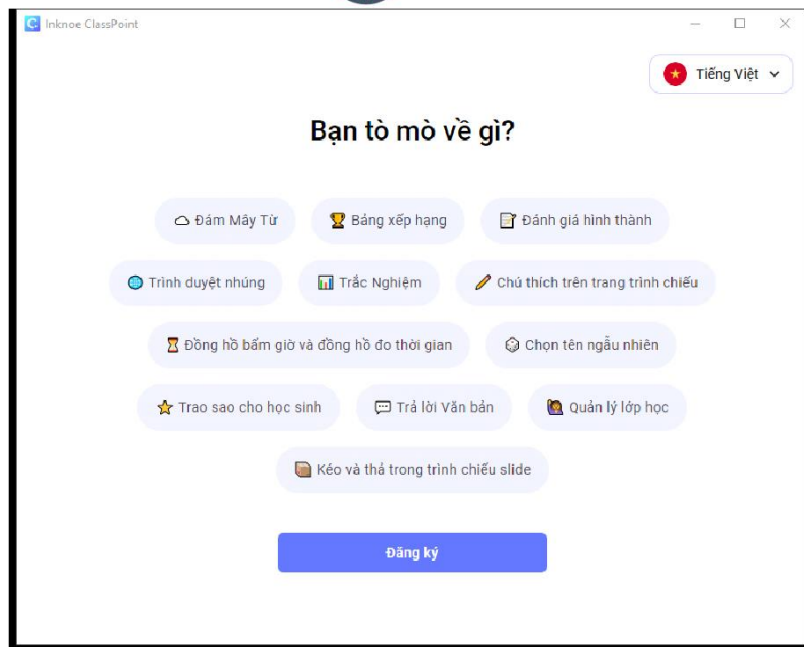 Inknoe ClassPoint
Tiếng Việt
Bạn tò mò về gì?
Đám Mây Từ
Bảng xếp hạng
Đánh giá hình thành
Trình duyệt nhúng
Trắc Nghiệm
Chú thích trên trang trình chiếu
Đồng hồ bấm giờ và đồng hồ đo thời gian
Chọn tên ngẫu nhiên
Trao sao cho học sinh
Trả lời Văn bản
Quản lý lớp học
Kéo và thả trong trình chiếu slide
Đăng ký